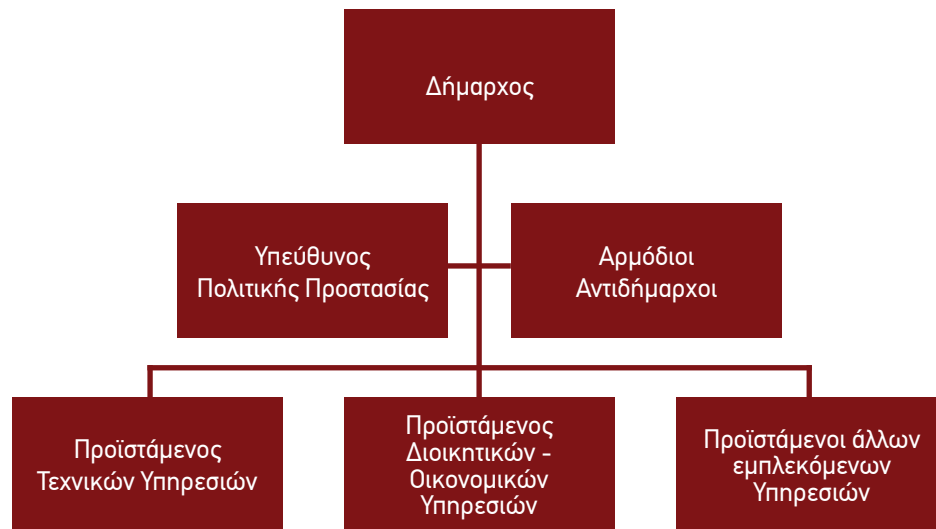 Δήμαρχος
Υπεύθυνος
Πολιτικής Προστασίας
Αρμόδιοι
Αντιδήμαρχοι
Προϊστάμενος
Τεχνικών Υπηρεσιών
Προϊστάμενος
Διοικητικών -
Οικονομικών
Υπηρεσιών
Προϊστάμενοι άλλων
εμπλεκόμενων
Υπηρεσιών